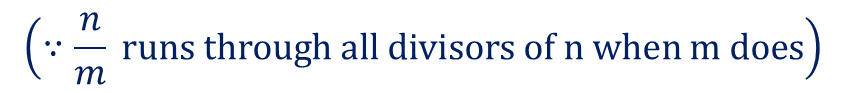 (∵ n/m runs through all divisors of n when m does)